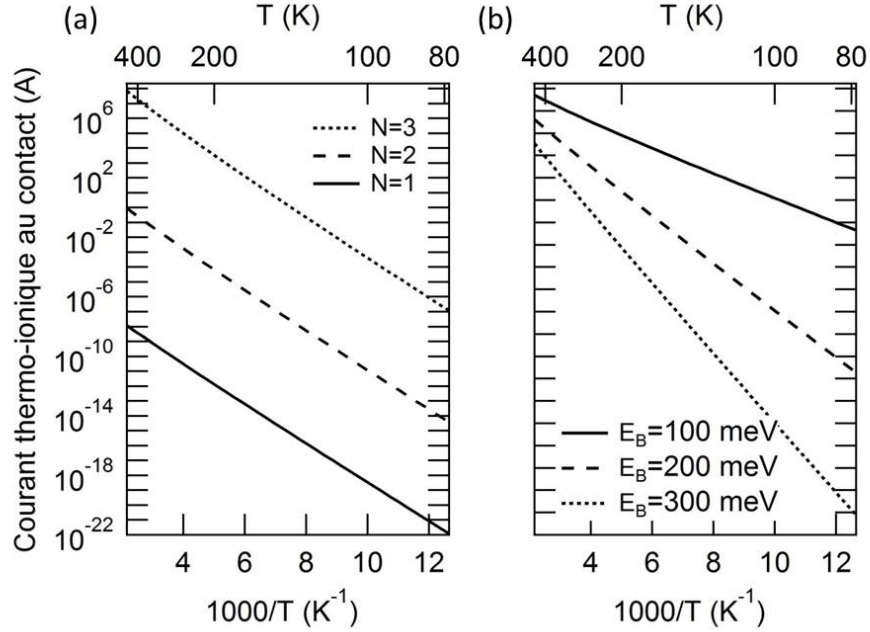 (a)
T (K)
400 200 100 80
Courant thermo-ionique au contact (A)
10^6
10^2
10^-2
10^-6
10^-10
10^-14
10^-18
10^-22
N=3
N=2
N=1
4 6 8 10 12
1000/T (K^-1)
(b)
T (K)
400 200 100 80
E_B=100 meV
E_B=200 meV
E_B=300 meV
4 6 8 10 12
1000/T (K^-1)